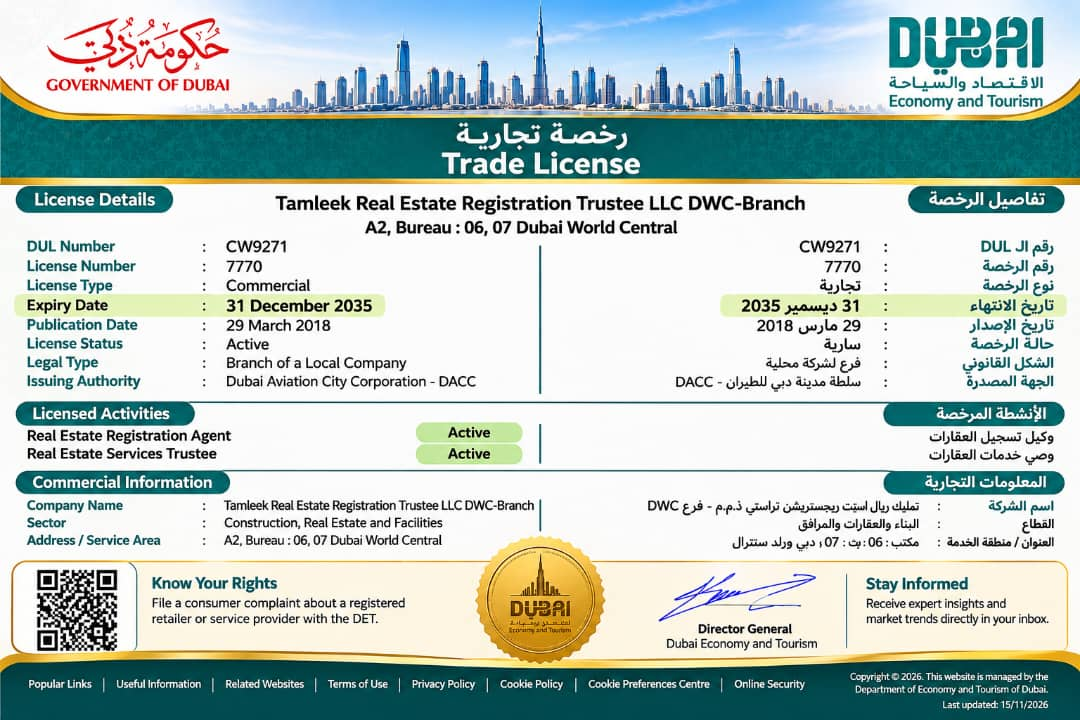 حكومة دبي
GOVERNMENT OF DUBAI
DUBAI
الاقتصاد والسياحة
Economy and Tourism
رخصة تجارية
Trade License
License Details
تفاصيل الرخصة
Tamleek Real Estate Registration Trustee LLC DWC-Branch
A2, Bureau : 06, 07 Dubai World Central
DUL Number : CW9271
CW9271 : رقم الـ DUL
License Number : 7770
7770 : رقم الرخصة
License Type : Commercial
تجارية : نوع الرخصة
Expiry Date : 31 December 2035
31 ديسمبر 2035 : تاريخ الانتهاء
Publication Date : 29 March 2018
29 مارس 2018 : تاريخ الإصدار
License Status : Active
سارية : حالة الرخصة
Legal Type : Branch of a Local Company
فرع لشركة محلية : الشكل القانوني
Issuing Authority : Dubai Aviation City Corporation - DACC
سلطة مدينة دبي للطيران - DACC : الجهة المصدرة
Licensed Activities
الأنشطة المرخصة
Real Estate Registration Agent Active
وكيل تسجيل العقارات
Real Estate Services Trustee Active
وصي خدمات العقارات
Commercial Information
المعلومات التجارية
Company Name : Tamleek Real Estate Registration Trustee LLC DWC-Branch
اسم الشركة : تمليك ريال استيت ريجستريشن تراستي ذ.م.م - فرع DWC
Sector : Construction, Real Estate and Facilities
القطاع : البناء والعقارات والمرافق
Address / Service Area : A2, Bureau : 06, 07 Dubai World Central
العنوان / منطقة الخدمة : مكتب : 06 07 دبي ورلد سنترال
Know Your Rights
File a consumer complaint about a registered
retailer or service provider with the DET.
DUBAI
Economy and Tourism
Director General
Dubai Economy and Tourism
Stay Informed
Receive expert insights and
market trends directly in your inbox.
Popular Links | Useful Information | Related Websites | Terms of Use | Privacy Policy | Cookie Policy | Cookie Preferences Centre | Online Security
Copyright © 2026. This website is managed by the
Department of Economy and Tourism of Dubai.
Last updated: 15/11/2026